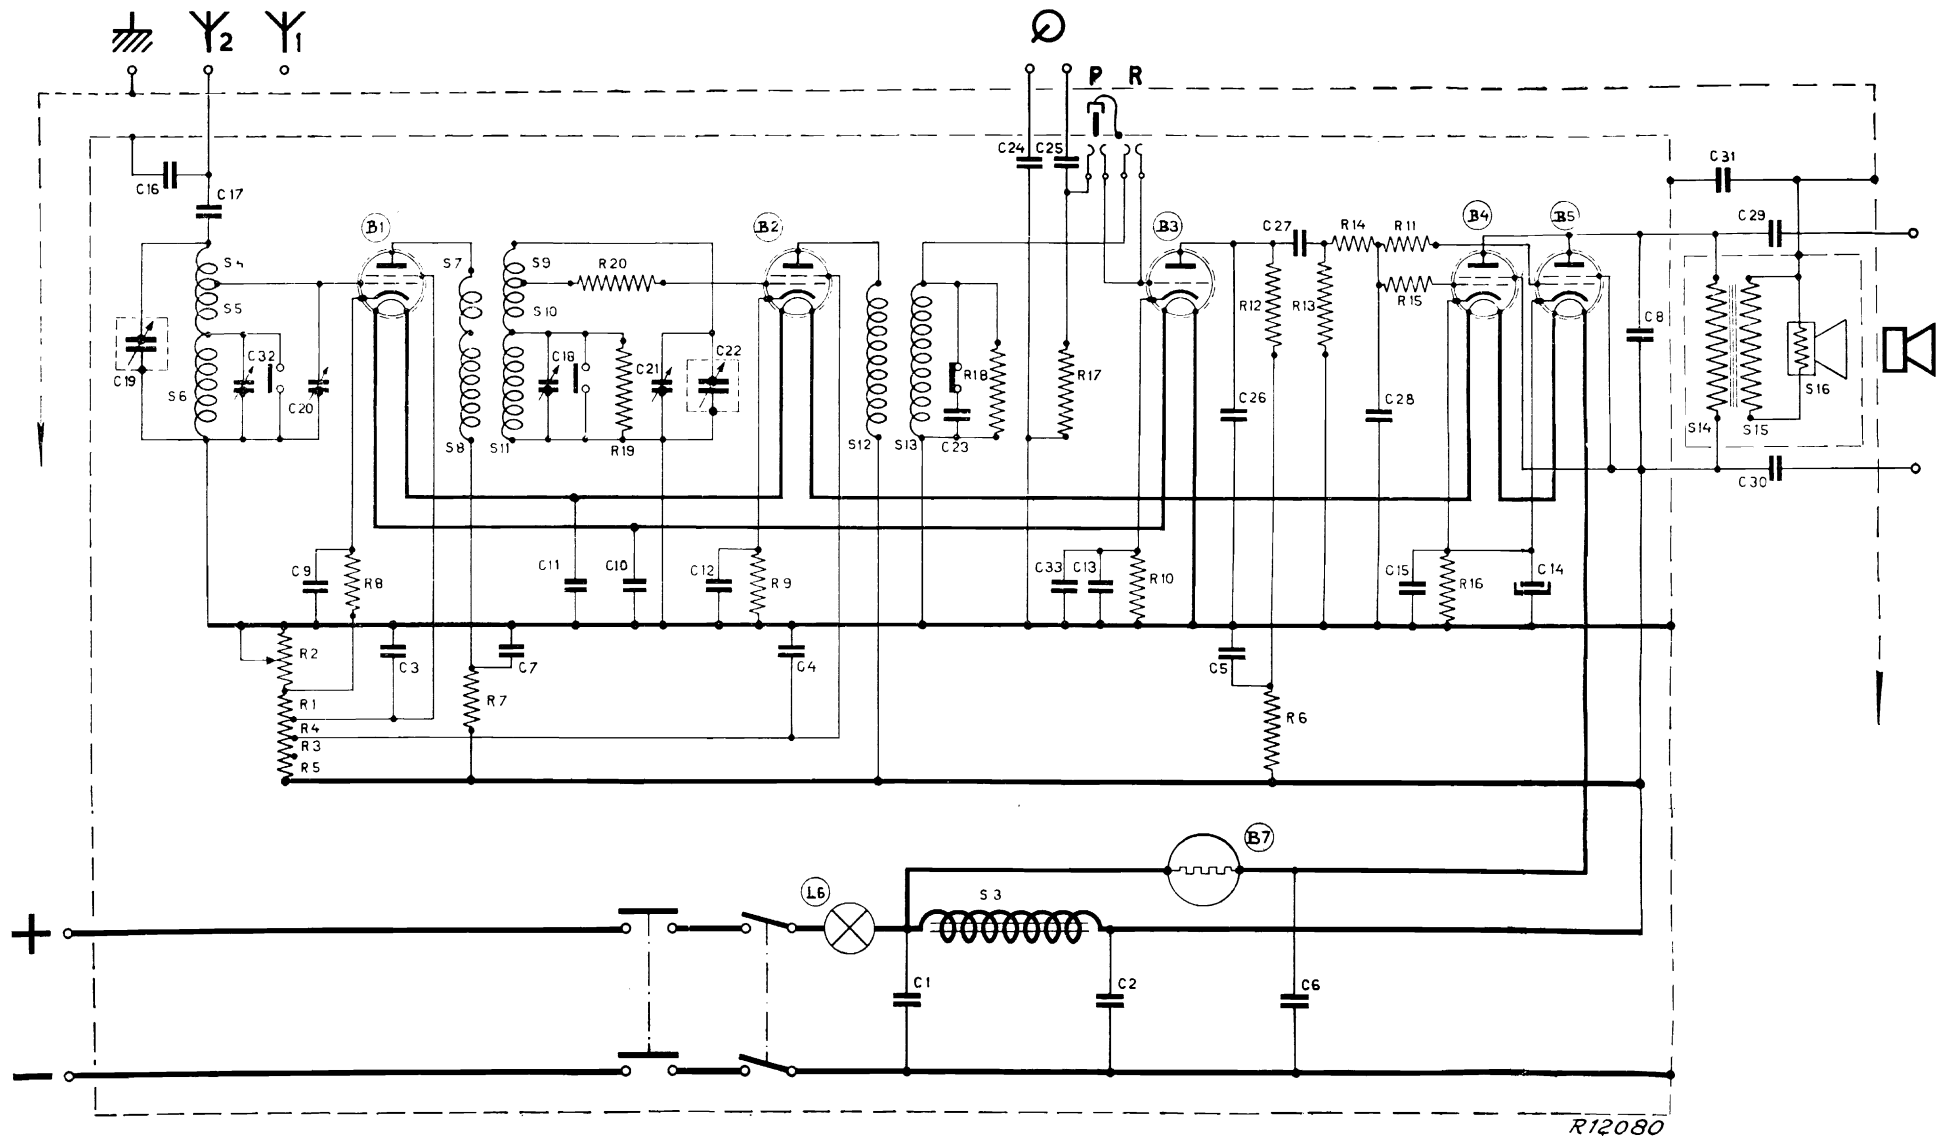 2 1
P R
C24 C25
C16 C17
C31
C29
B1 B2 B3 B4 B5
C27 R14 R11
S4 S7 S9 R20
S5 S10 R12 R13 R15
C8
C19 C32 C20 C18 C21 C22
S6 R18 R17 S16
C26 C28
S8 S11 R19 S12 S13 C23
S14 S15
C30
C9 R8 C11 C10 C12 R9 C33 C13 R10 C15 R16 C14
R2 C3 C7 C4 C5
R1 R7 R6
R4
R3
R5
B7
L6 S3
+
C1 C2 C6
−
R12080